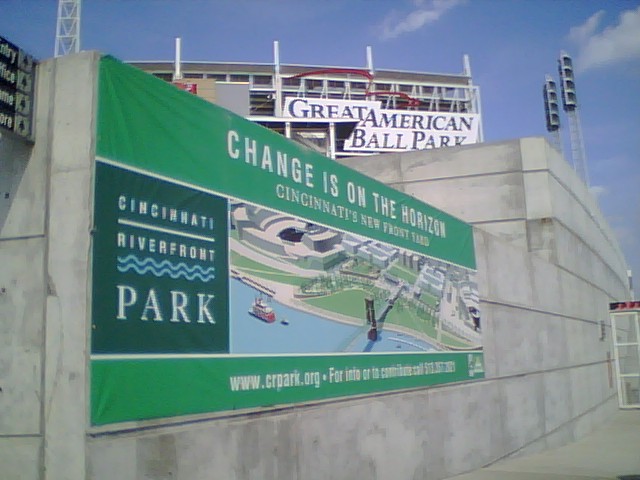 GREAT AMERICAN
BALL PARK
CHANGE IS ON THE HORIZON
CINCINNATI'S NEW FRONT YARD
CINCINNATI
RIVERFRONT
PARK
www.crpark.org • For info or to contribute call